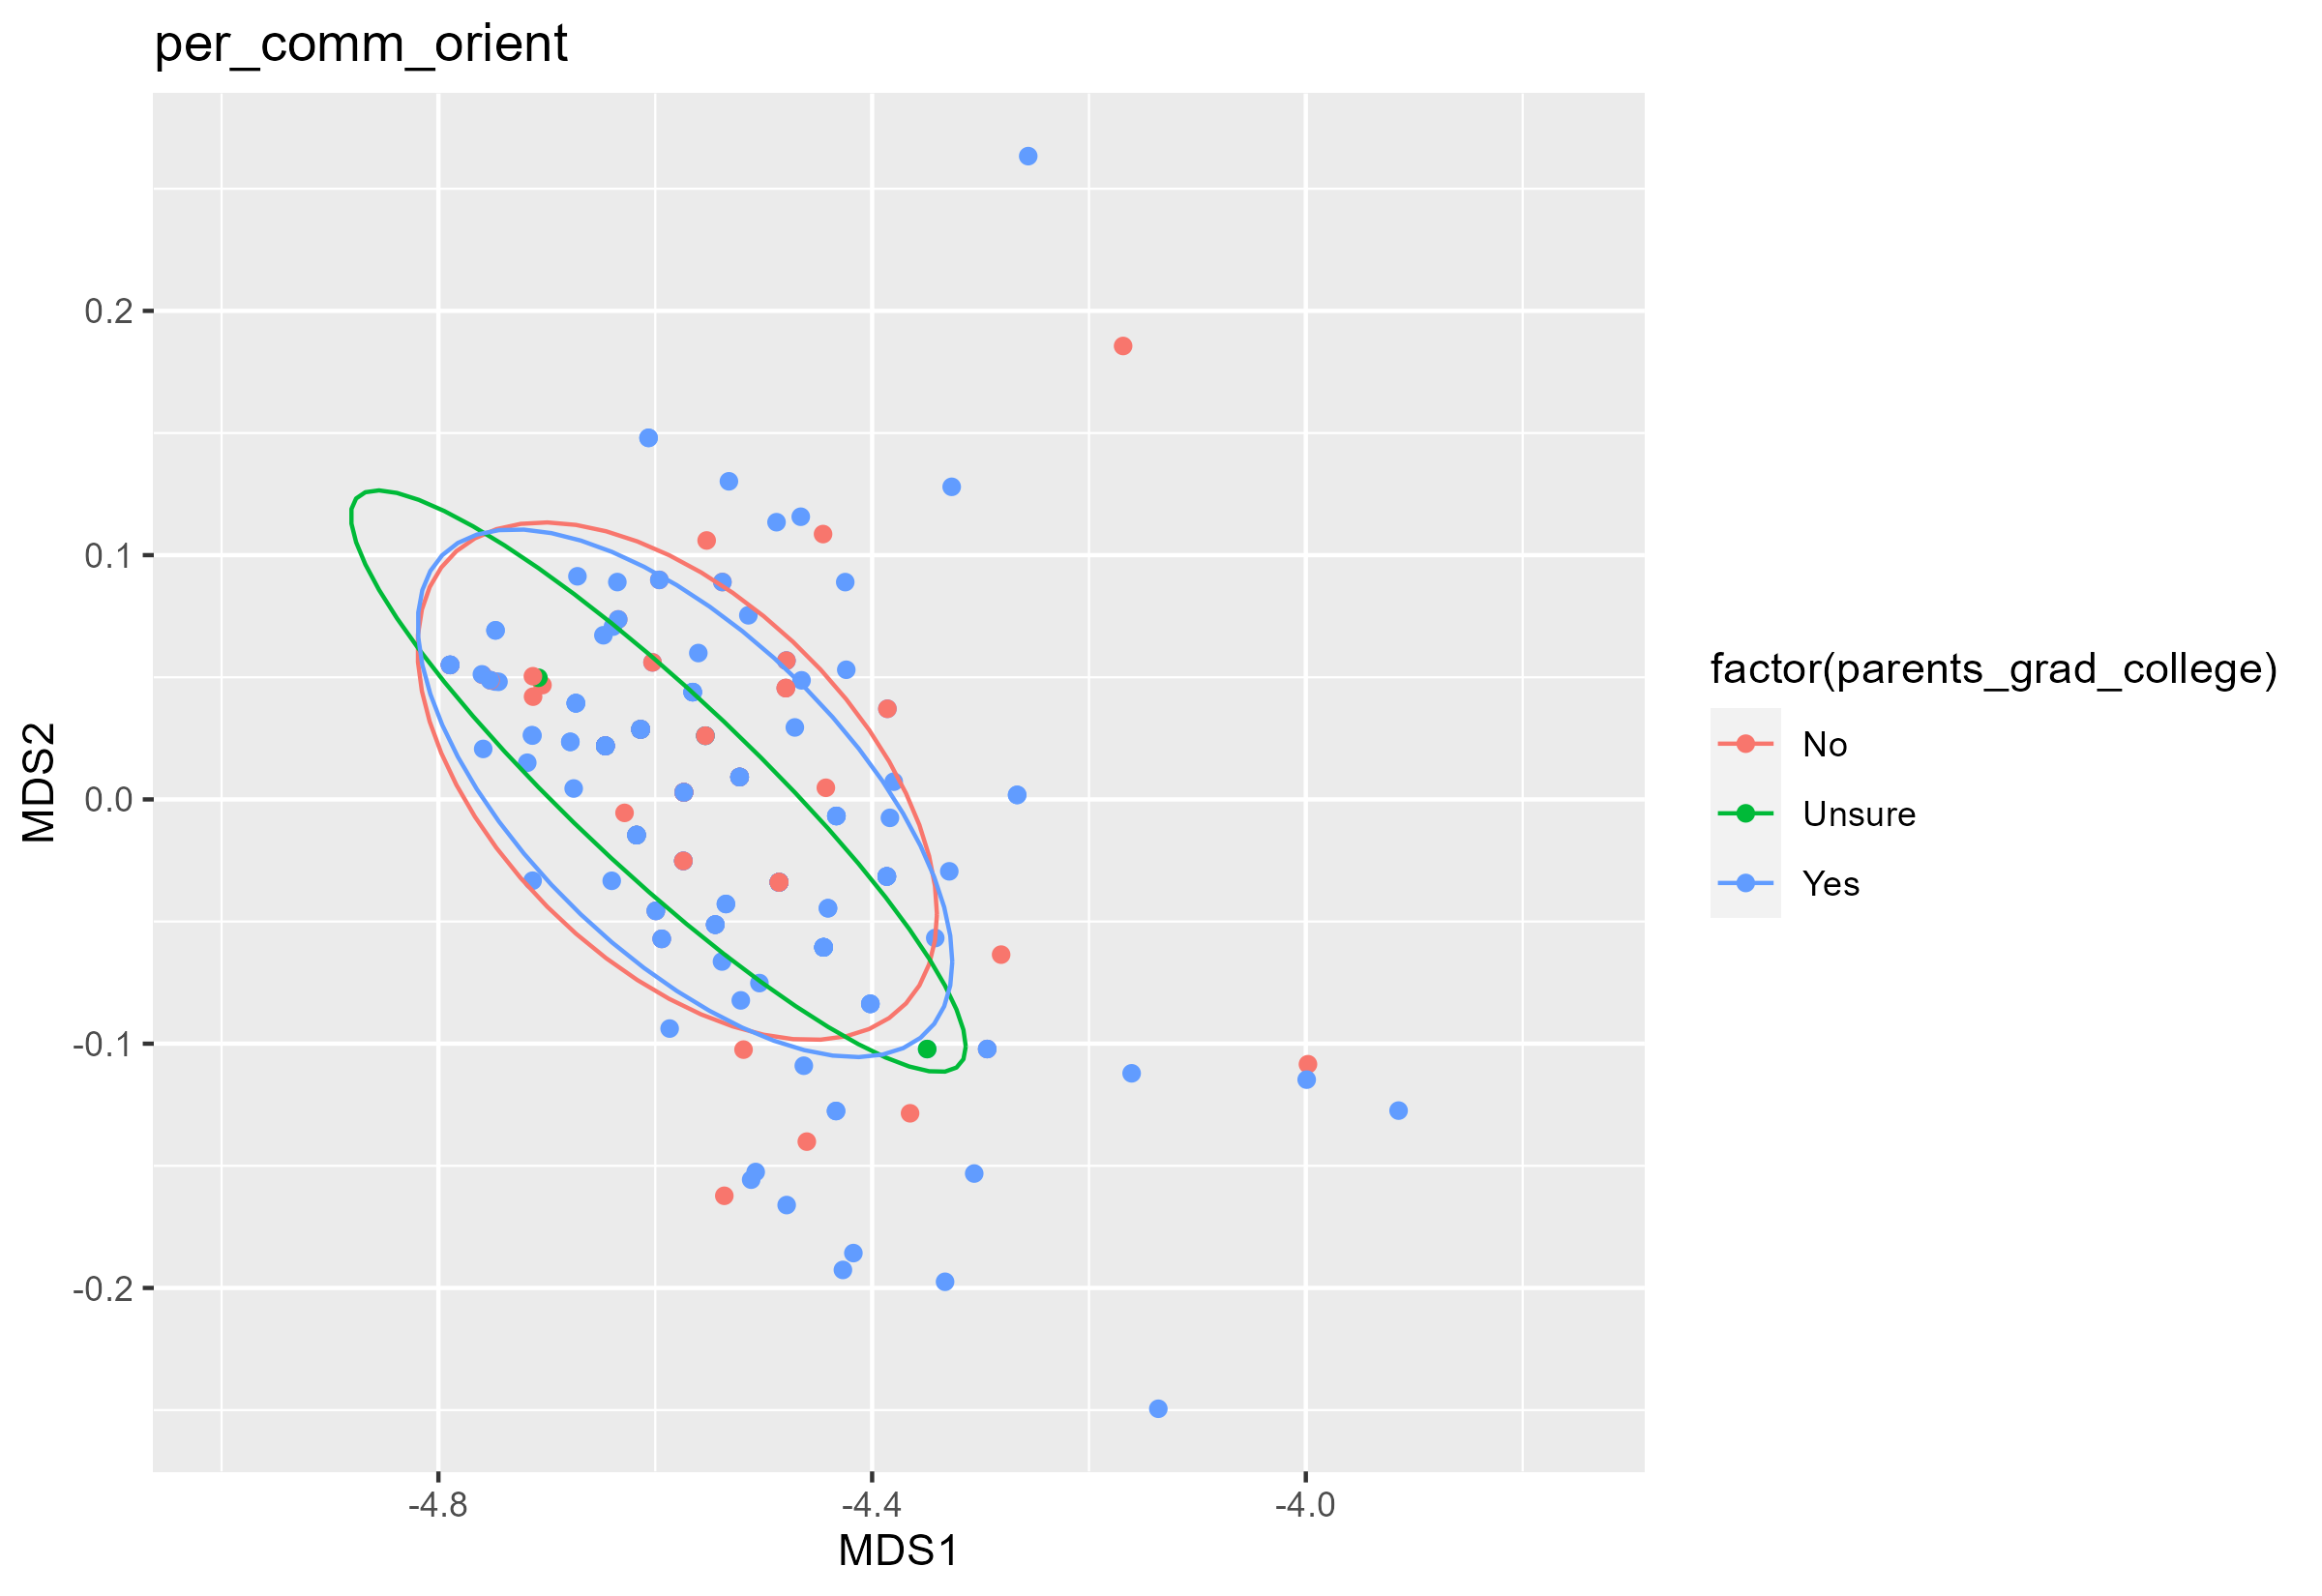 per_comm_orient
0.2
0.1
0.0
-0.1
-0.2
MDS2
-4.8
-4.4
-4.0
MDS1
factor(parents_grad_college)
No
Unsure
Yes